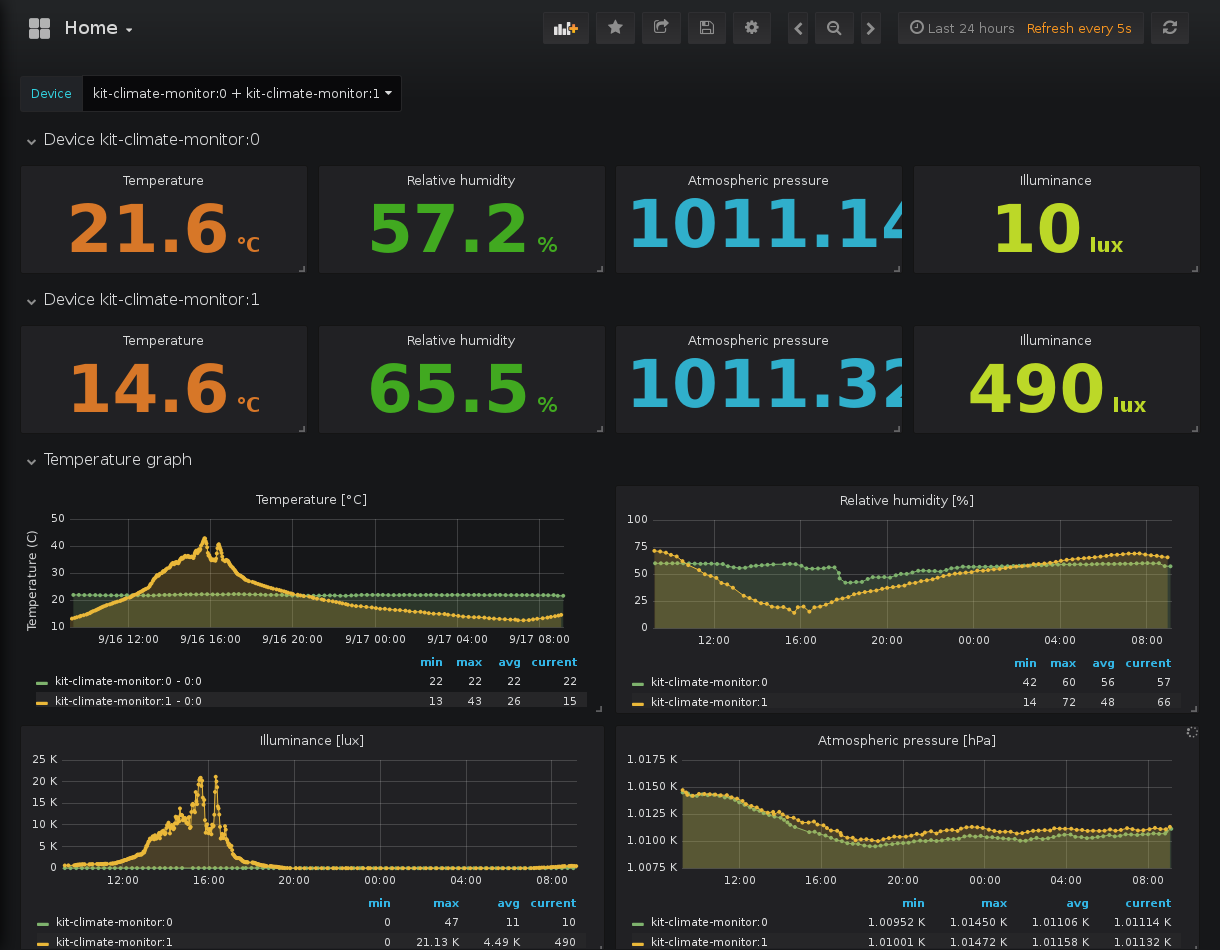 Home
Last 24 hours Refresh every 5s
Device kit-climate-monitor:0 + kit-climate-monitor:1
Device kit-climate-monitor:0
Temperature Relative humidity Atmospheric pressure Illuminance
21.6 °C 57.2 % 1011.14 10 lux
Device kit-climate-monitor:1
Temperature Relative humidity Atmospheric pressure Illuminance
14.6 °C 65.5 % 1011.32 490 lux
Temperature graph
Temperature [°C]
Temperature (C)
50
40
30
20
10
9/16 12:00 9/16 16:00 9/16 20:00 9/17 00:00 9/17 04:00 9/17 08:00
min max avg current
kit-climate-monitor:0 - 0:0 22 22 22 22
kit-climate-monitor:1 - 0:0 13 43 26 15
Relative humidity [%]
100
75
50
25
0
12:00 16:00 20:00 00:00 04:00 08:00
min max avg current
kit-climate-monitor:0 42 60 56 57
kit-climate-monitor:1 14 72 48 66
Illuminance [lux]
25 K
20 K
15 K
10 K
5 K
0
12:00 16:00 20:00 00:00 04:00 08:00
min max avg current
kit-climate-monitor:0 0 47 11 10
kit-climate-monitor:1 0 21.13 K 4.49 K 490
Atmospheric pressure [hPa]
1.0175 K
1.0150 K
1.0125 K
1.0100 K
1.0075 K
12:00 16:00 20:00 00:00 04:00 08:00
min max avg current
kit-climate-monitor:0 1.00952 K 1.01450 K 1.01106 K 1.01114 K
kit-climate-monitor:1 1.01001 K 1.01472 K 1.01158 K 1.01132 K